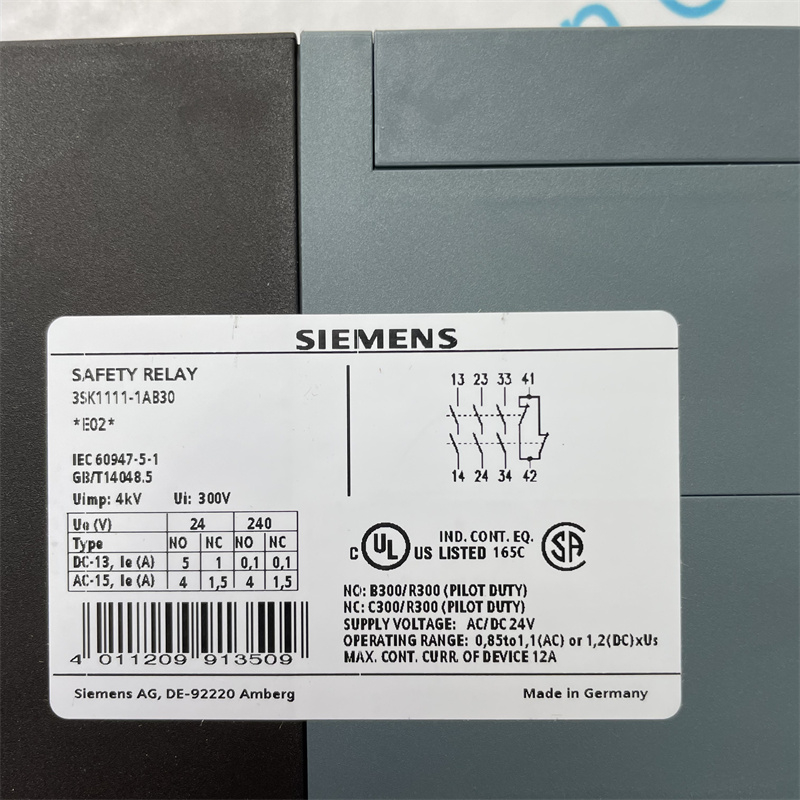 SIEMENS
SAFETY RELAY
3SK1111-1AB30
*E02*
IEC 60947-5-1
GB/T14048.5
Uimp: 4kV Ui: 300V
Ue (V) 24 240
Type NO NC NO NC
DC-13, Ie (A) 5 1 0,1 0,1
AC-15, Ie (A) 4 1,5 4 1,5
4 011209 913509
13 23 33 41
14 24 34 42
C UL US LISTED IND. CONT. EQ. 165C SA
NO: B300/R300 (PILOT DUTY)
NC: C300/R300 (PILOT DUTY)
SUPPLY VOLTAGE: AC/DC 24V
OPERATING RANGE: 0,85to1,1(AC) or 1,2(DC)xUs
MAX. CONT. CURR. OF DEVICE 12A
Siemens AG, DE-92220 Amberg
Made in Germany